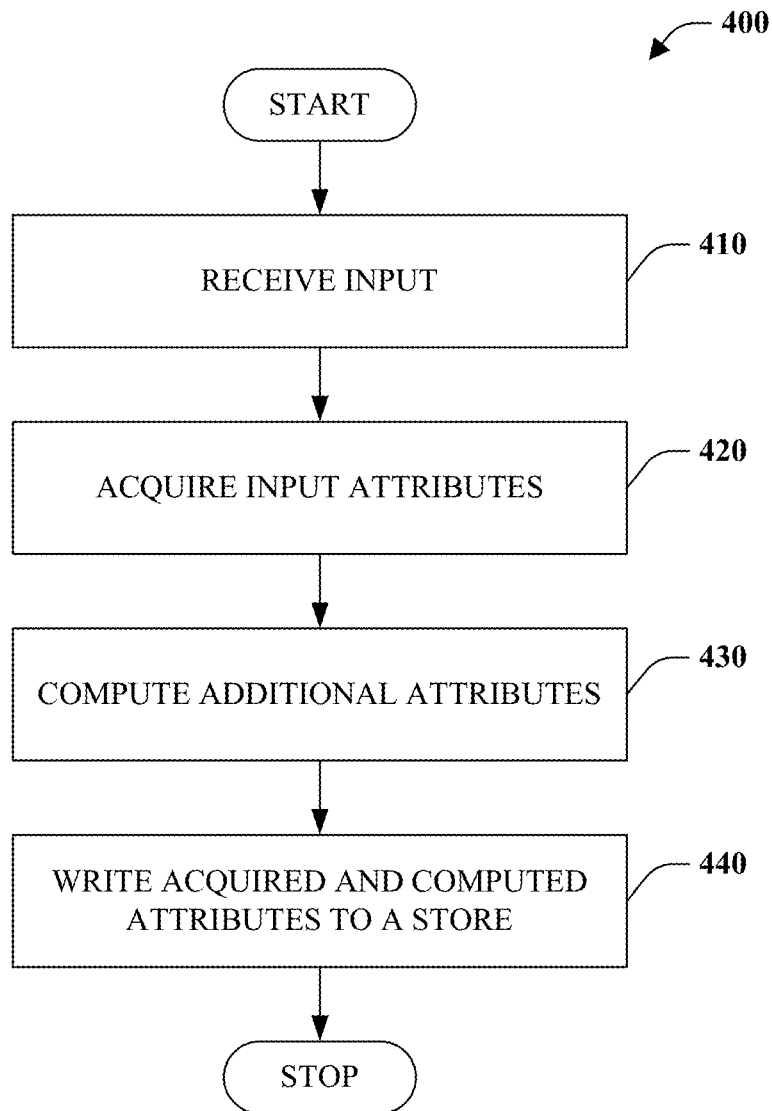 400
START
RECEIVE INPUT
410
ACQUIRE INPUT ATTRIBUTES
420
COMPUTE ADDITIONAL ATTRIBUTES
430
WRITE ACQUIRED AND COMPUTED
ATTRIBUTES TO A STORE
440
STOP